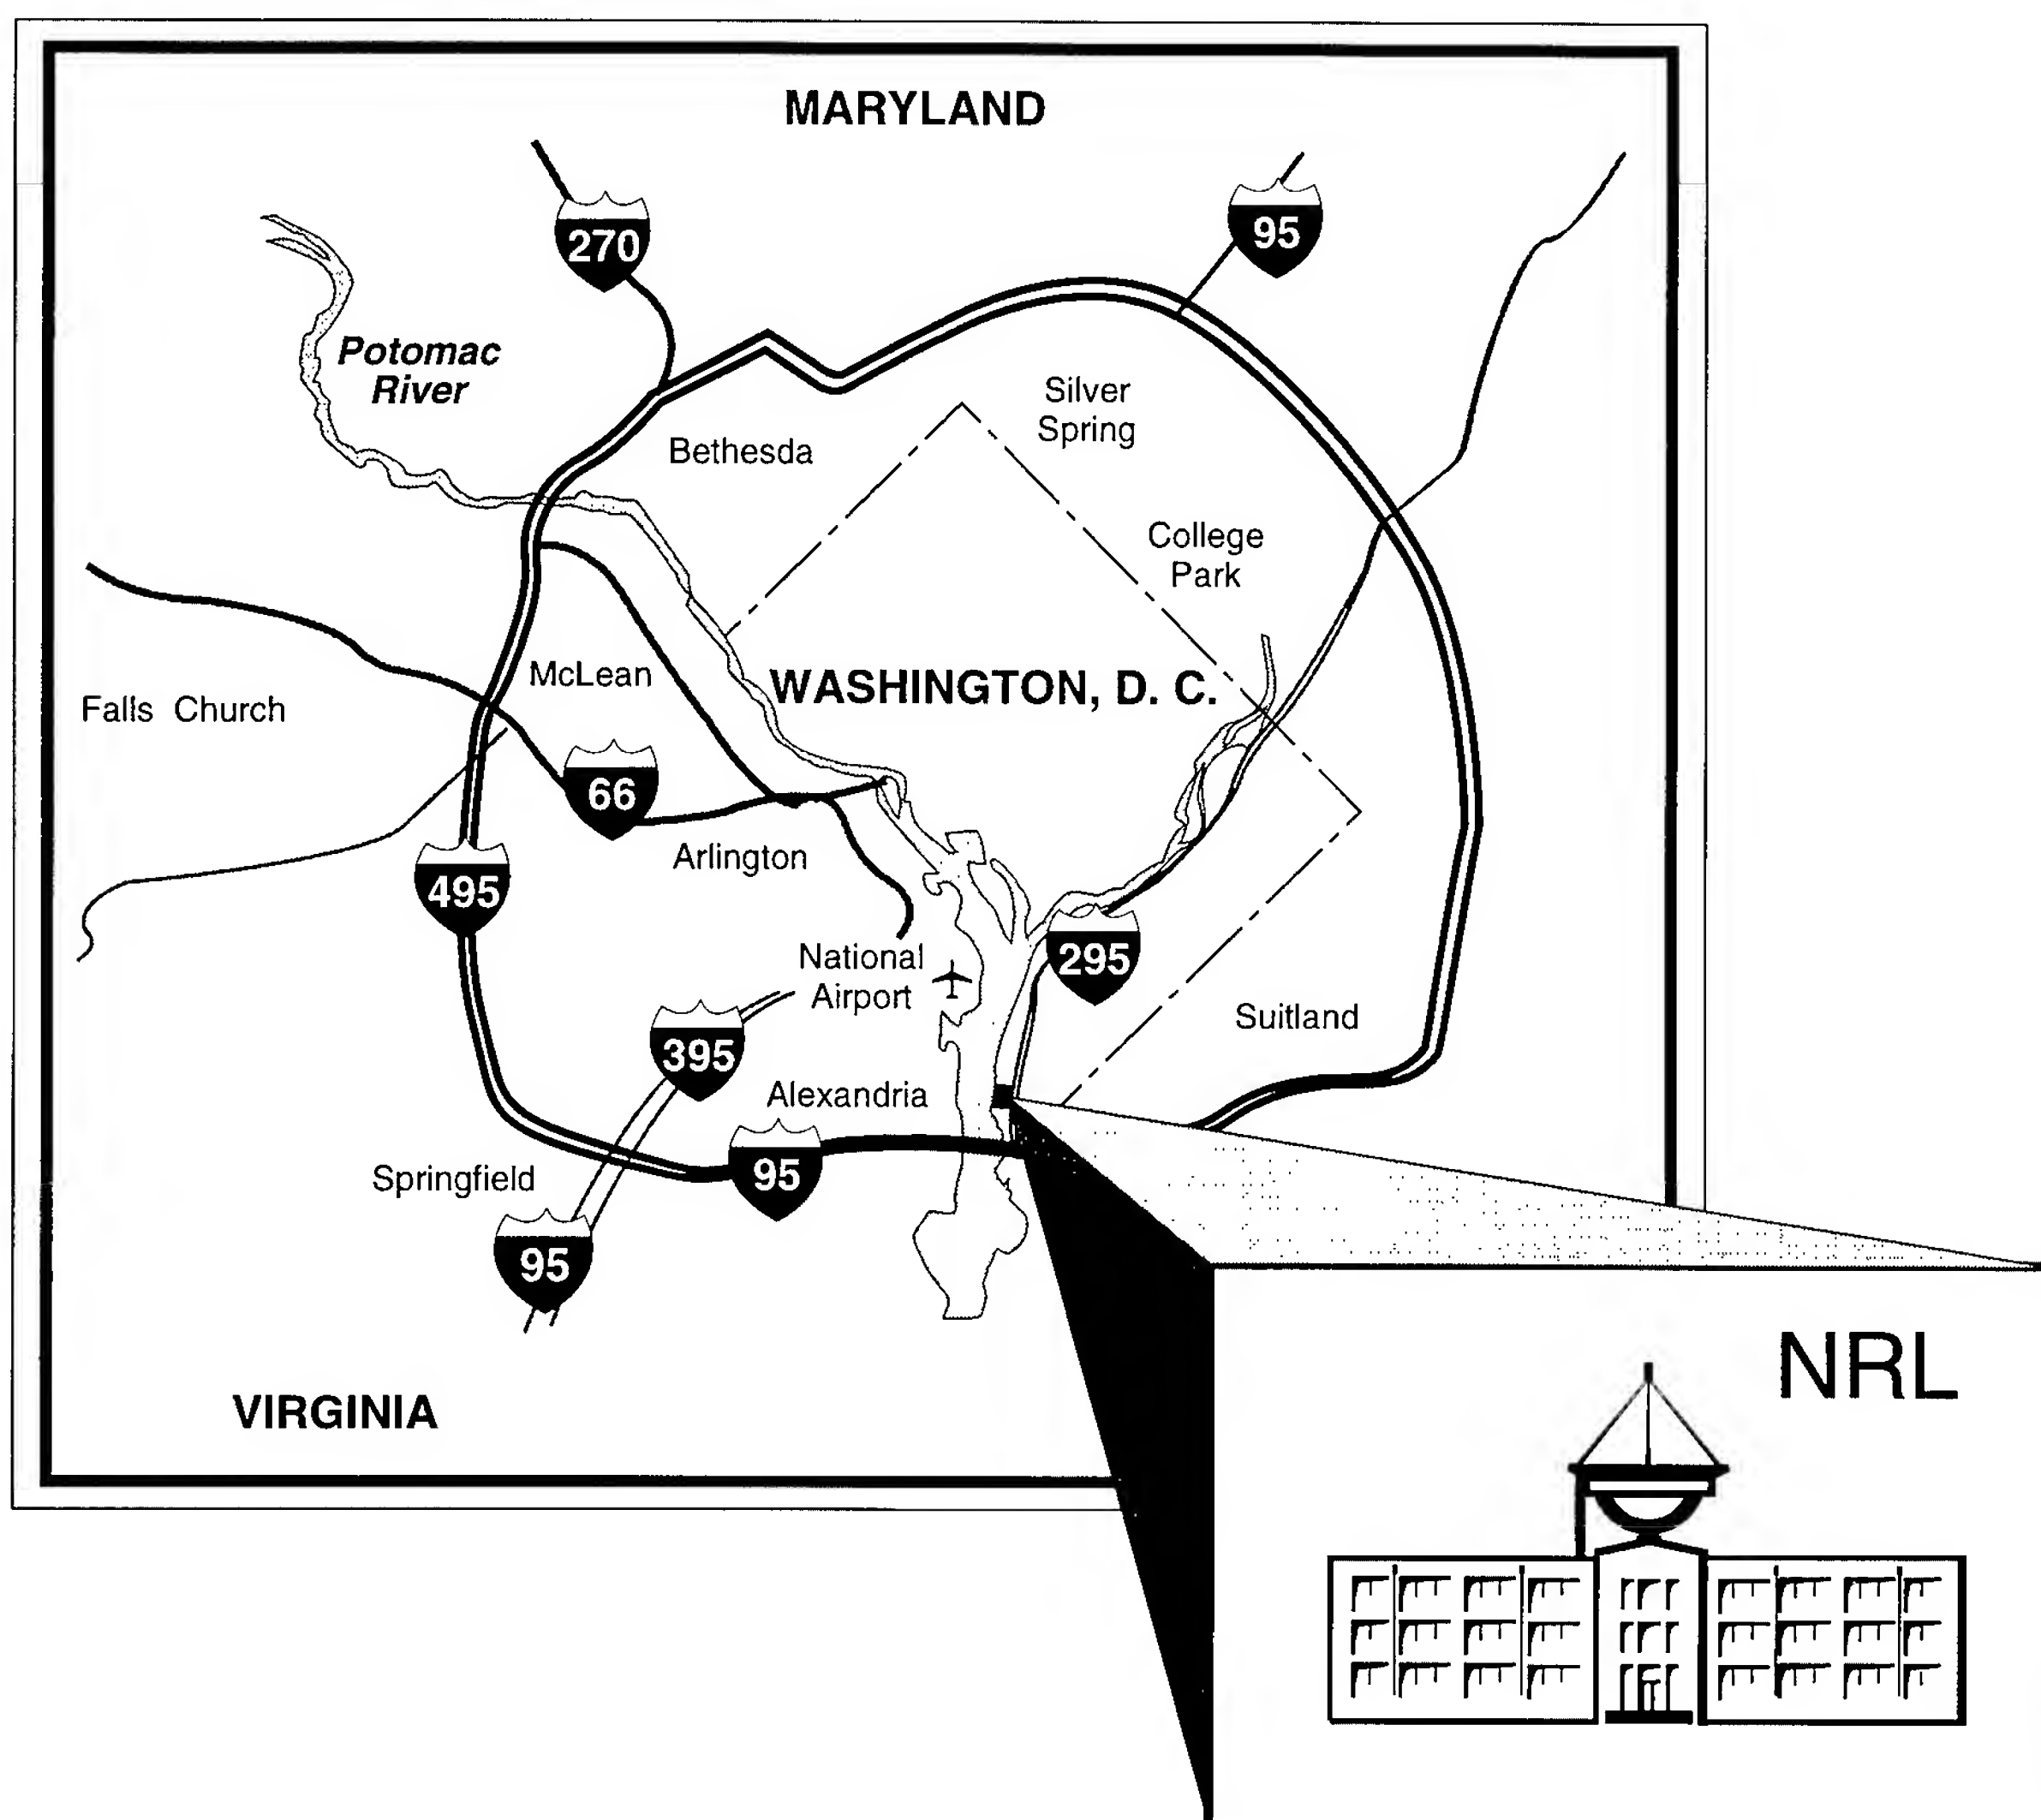 MARYLAND
270
95
Potomac
River
Silver
Spring
Bethesda
College
Park
McLean
WASHINGTON, D. C.
Falls Church
66
Arlington
495
National
Airport
295
395
Suitland
Alexandria
95
Springfield
95
NRL
VIRGINIA